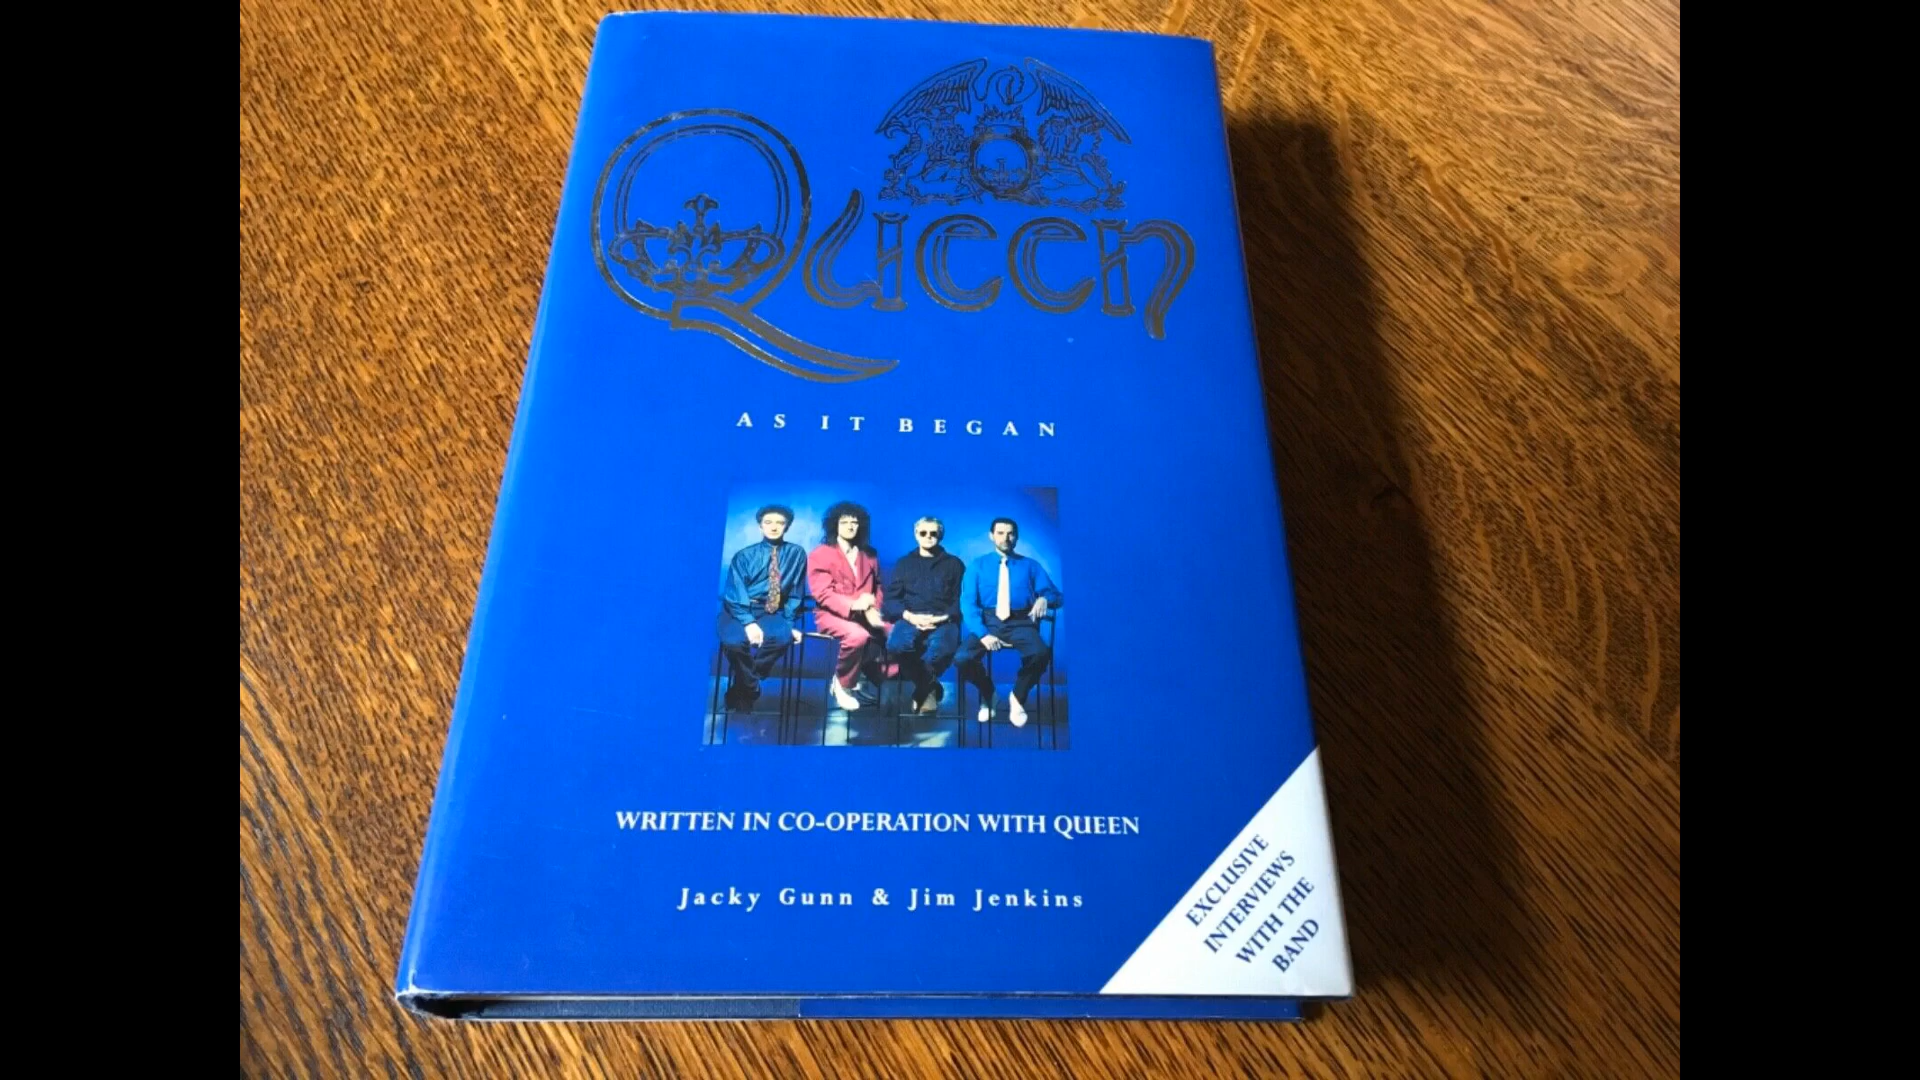 Queen
AS IT BEGAN
WRITTEN IN CO-OPERATION WITH QUEEN
Jacky Gunn & Jim Jenkins
EXCLUSIVE
INTERVIEWS
WITH THE
BAND